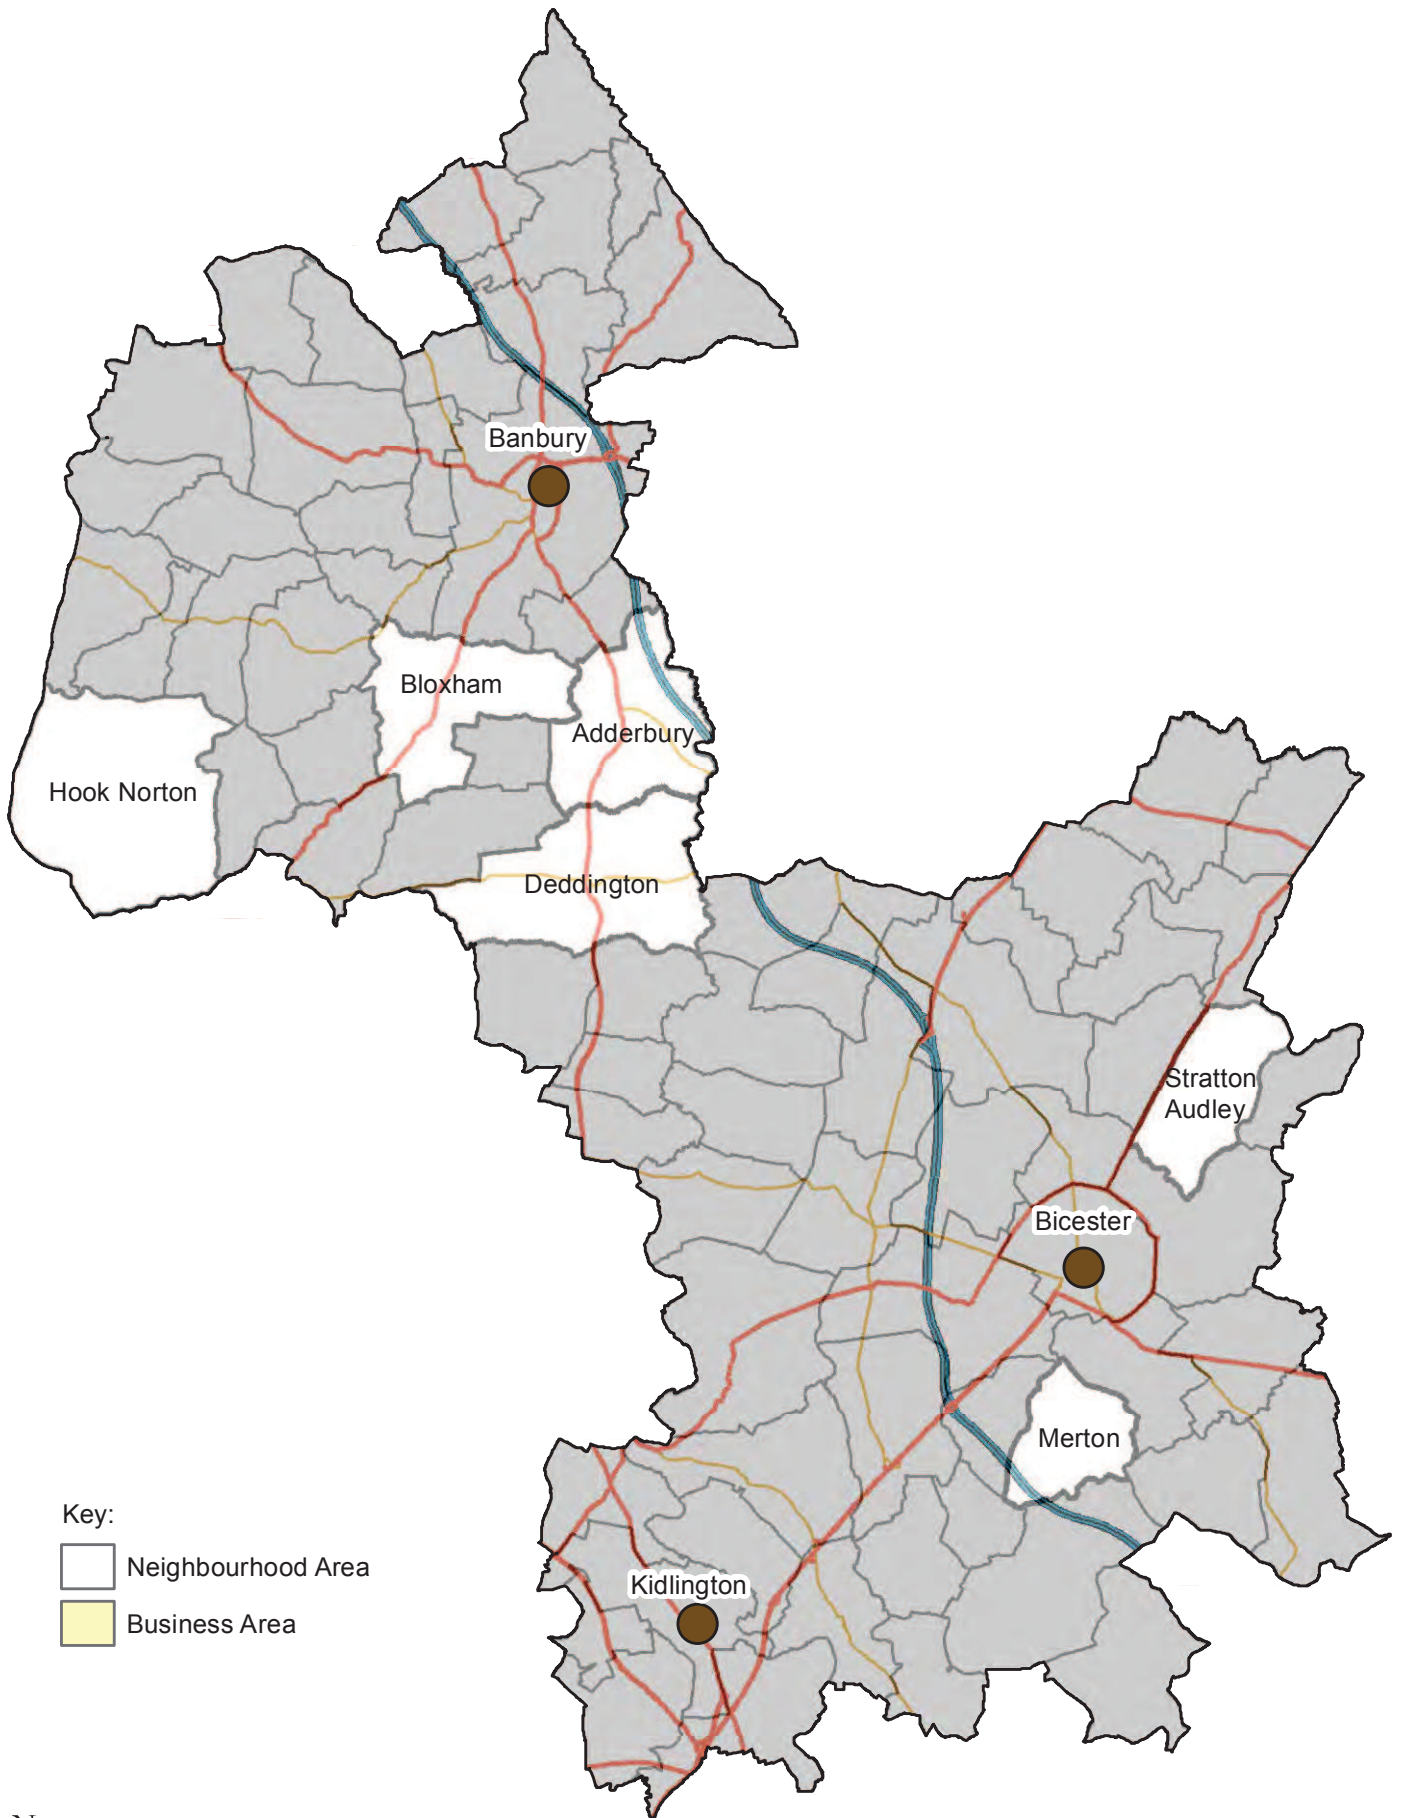 Banbury
Bloxham
Adderbury
Hook Norton
Deddington
Stratton
Audley
Bicester
Merton
Kidlington
Key:
Neighbourhood Area
Business Area